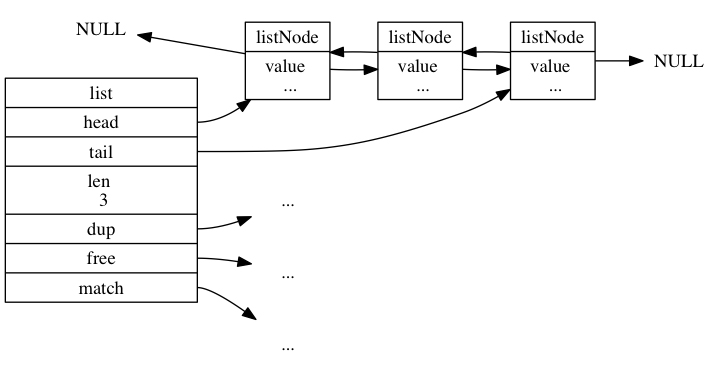 NULL
listNode
value
...
listNode
value
...
listNode
value
...
NULL
list
head
tail
len
3
dup
free
match
...
...
...